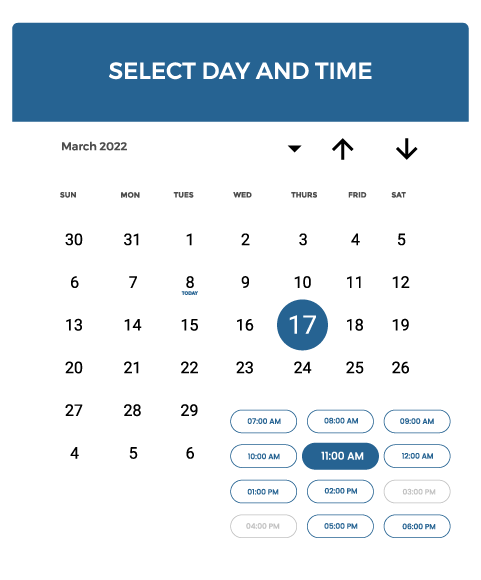 SELECT DAY AND TIME
March 2022
SUN MON TUES WED THURS FRID SAT
30 31 1 2 3 4 5
6 7 8 9 10 11 12
TODAY
13 14 15 16 17 18 19
20 21 22 23 24 25 26
27 28 29
07:00 AM 08:00 AM 09:00 AM
4 5 6
10:00 AM 11:00 AM 12:00 AM
01:00 PM 02:00 PM 03:00 PM
04:00 PM 05:00 PM 06:00 PM